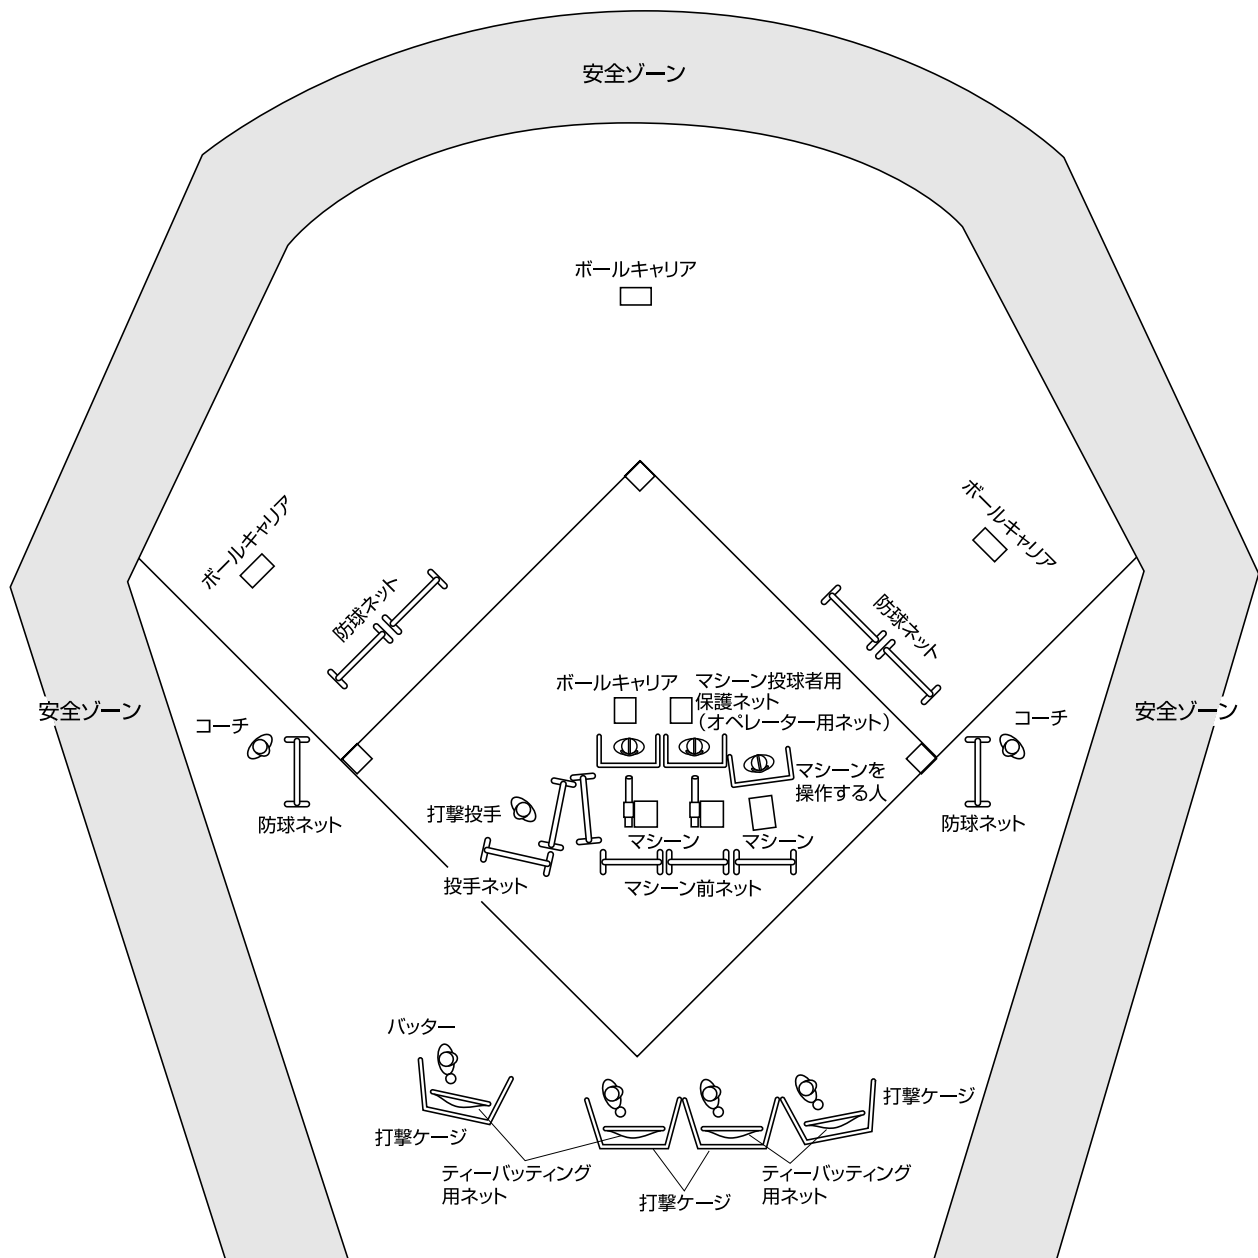 安全ゾーン
ボールキャリア
ボールキャリア
ボールキャリア
防球ネット
防球ネット
ボールキャリア
マシーン投球者用
保護ネット
（オペレーター用ネット）
安全ゾーン
安全ゾーン
コーチ
コーチ
マシーンを
操作する人
打撃投手
防球ネット
防球ネット
マシーン
マシーン
投手ネット
マシーン前ネット
バッター
打撃ケージ
打撃ケージ
ティーバッティング
用ネット
ティーバッティング
用ネット
打撃ケージ